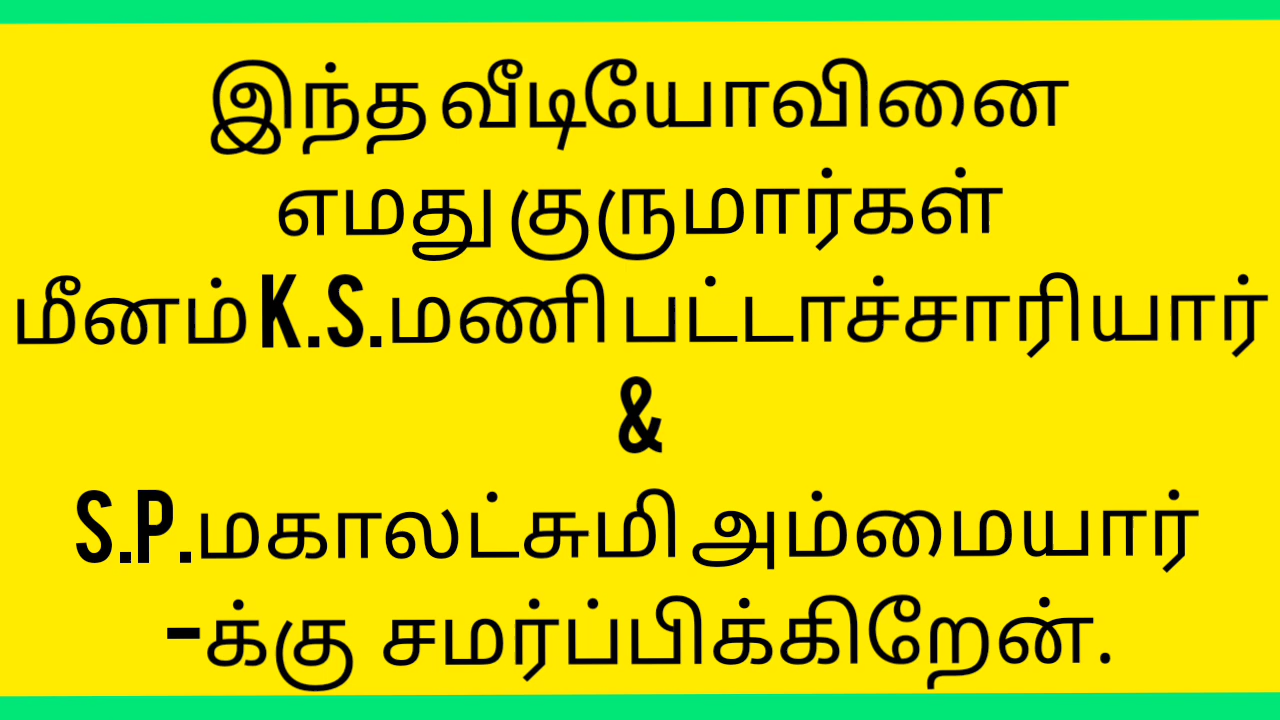 இந்த வீடியோவினை
எமது குருமார்கள்
மீனம் K.S.மணி பட்டாச்சாரியார்
&
S.P.மகாலட்சுமி அம்மையார்
-க்கு சமர்ப்பிக்கிறேன்.